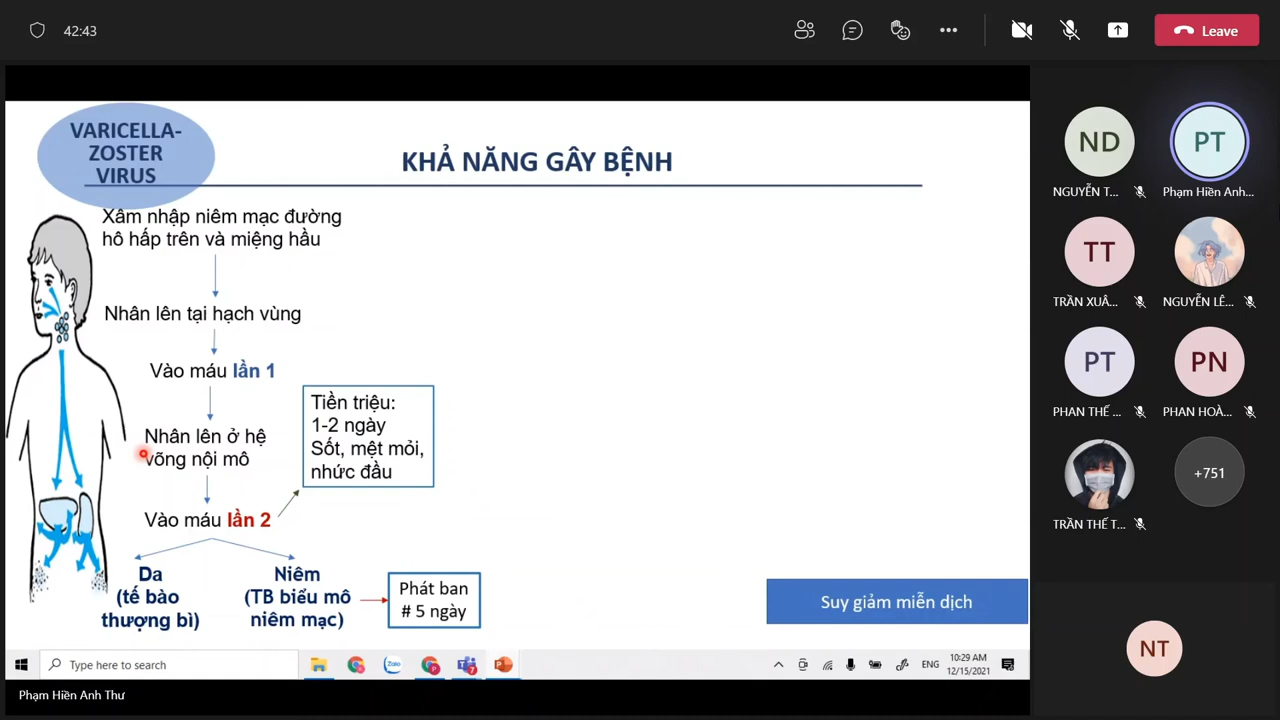 42:43
Leave
VARICELLA-
ZOSTER
VIRUS
KHẢ NĂNG GÂY BỆNH
Xâm nhập niêm mạc đường
hô hấp trên và miệng hầu
Nhân lên tại hạch vùng
Vào máu lần 1
Nhân lên ở hệ
võng nội mô
Vào máu lần 2
Tiền triệu:
1-2 ngày
Sốt, mệt mỏi,
nhức đầu
Da
(tế bào
thượng bì)
Niêm
(TB biểu mô
niêm mạc)
Phát ban
# 5 ngày
Suy giảm miễn dịch
Type here to search
Zalo
7
ENG
10:29 AM
12/15/2021
Phạm Hiền Anh Thư
ND
NGUYỄN T...
PT
Phạm Hiền Anh...
TT
TRẦN XUÂ...
NGUYỄN LÊ...
PT
PHAN THẾ ...
PN
PHAN HOÀ...
TRẦN THẾ T...
+751
NT